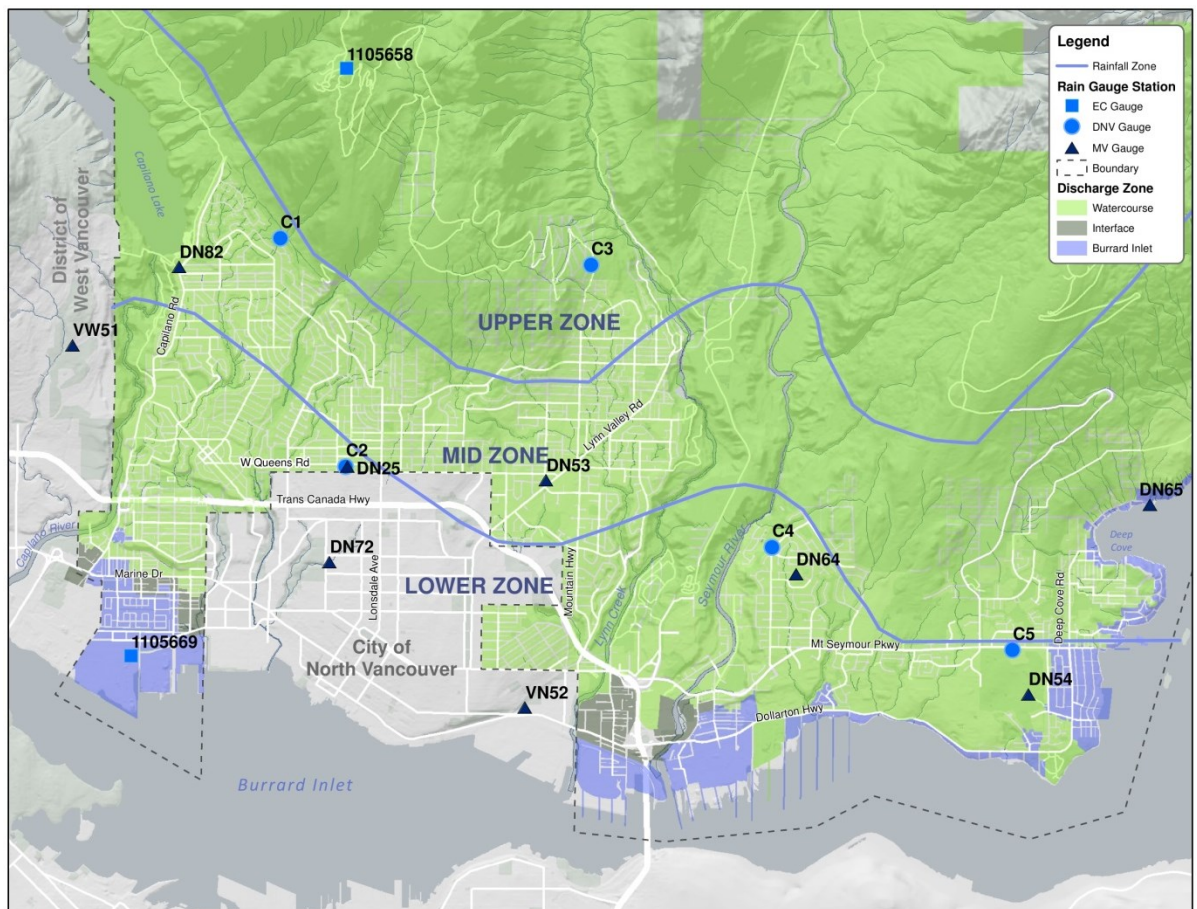 1105658
Legend
Rainfall Zone
Rain Gauge Station
EC Gauge
DNV Gauge
MV Gauge
Boundary
Discharge Zone
Watercourse
Interface
Burrard Inlet
Capilano Lake
District of
West Vancouver
C1
DN82
C3
VW51
Capilano Rd
UPPER ZONE
Lynn Valley Rd
C2
W Queens Rd
DN25
MID ZONE
DN53
Trans Canada Hwy
DN65
Deep
Cove
Capilano River
C4
DN64
DN72
Marine Dr
Lonsdale Ave
LOWER ZONE
Mountain Hwy
Lynn Creek
Seymour River
Deep Cove Rd
1105669
City of
North Vancouver
Mt Seymour Pkwy
C5
DN54
VN52
Dollarton Hwy
Burrard Inlet